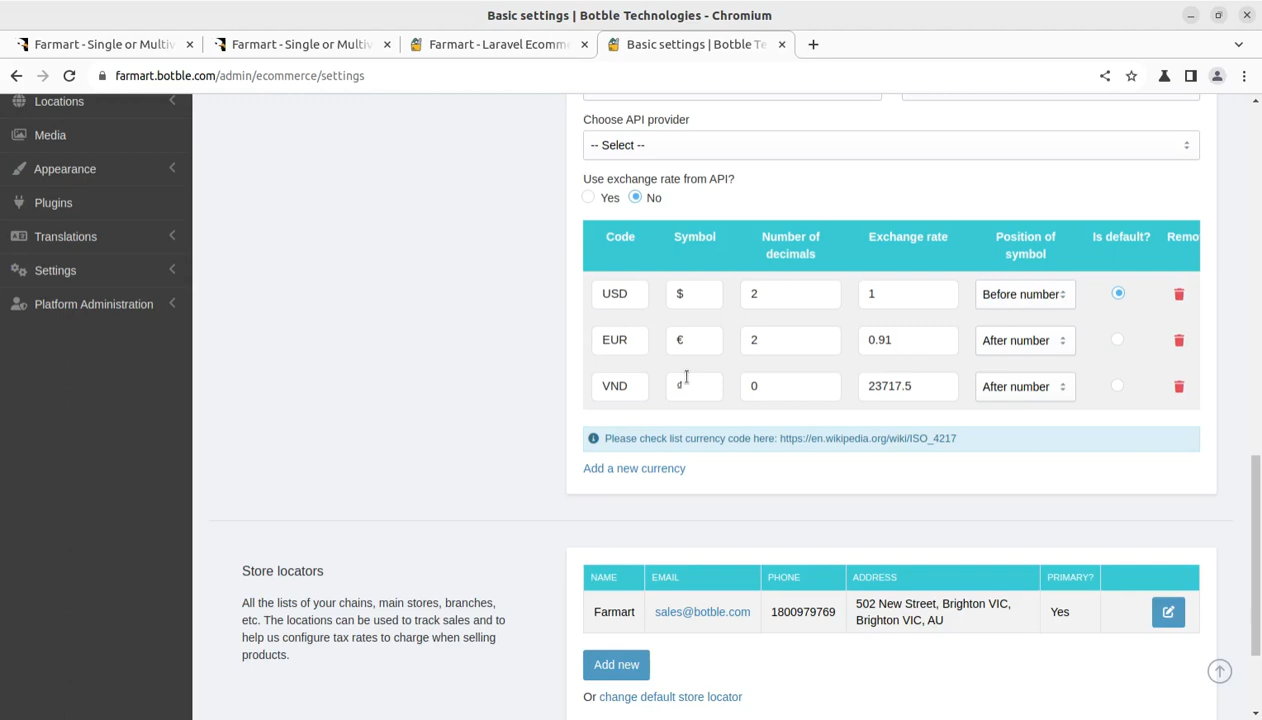 Basic settings | Botble Technologies - Chromium
Farmart - Single or Multiv
Farmart - Single or Multiv
Farmart - Laravel Ecomm
Basic settings | Botble Te
farmart.botble.com/admin/ecommerce/settings
Locations
Media
Appearance
Plugins
Translations
Settings
Platform Administration
Choose API provider
-- Select --
Use exchange rate from API?
Yes No
Code Symbol Number of decimals Exchange rate Position of symbol Is default? Remo
USD $ 2 1 Before number
EUR € 2 0.91 After number
VND ₫ 0 23717.5 After number
Please check list currency code here: https://en.wikipedia.org/wiki/ISO_4217
Add a new currency
Store locators
All the lists of your chains, main stores, branches,
etc. The locations can be used to track sales and to
help us configure tax rates to charge when selling
products.
NAME EMAIL PHONE ADDRESS PRIMARY?
Farmart sales@botble.com 1800979769 502 New Street, Brighton VIC, Brighton VIC, AU Yes
Add new
Or change default store locator